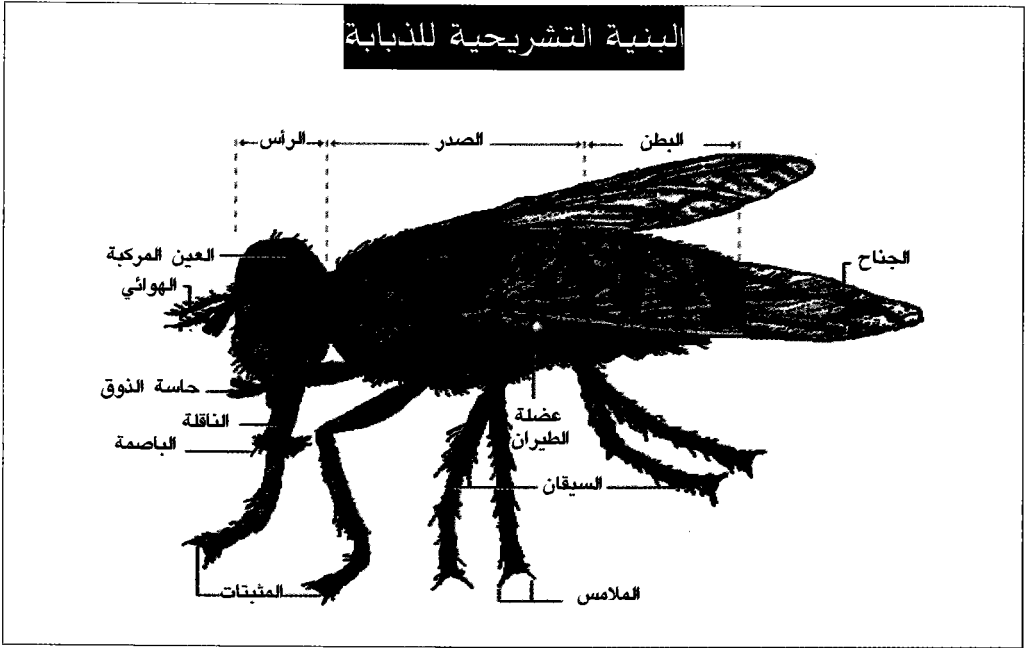 البنية التشريحية للذبابة
البطن
الصدر
الرأس
العين المركبة
الهوائي
الجناح
حاسة الذوق
الناقلة
الباصمة
عضلة
الطيران
السيقان
المثبتات
الملامس